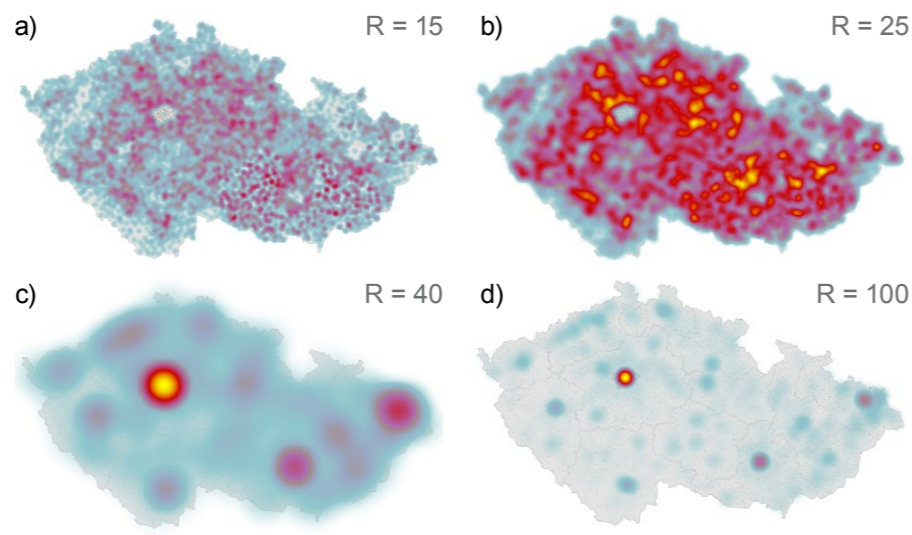 a) R = 15
b) R = 25
c) R = 40
d) R = 100